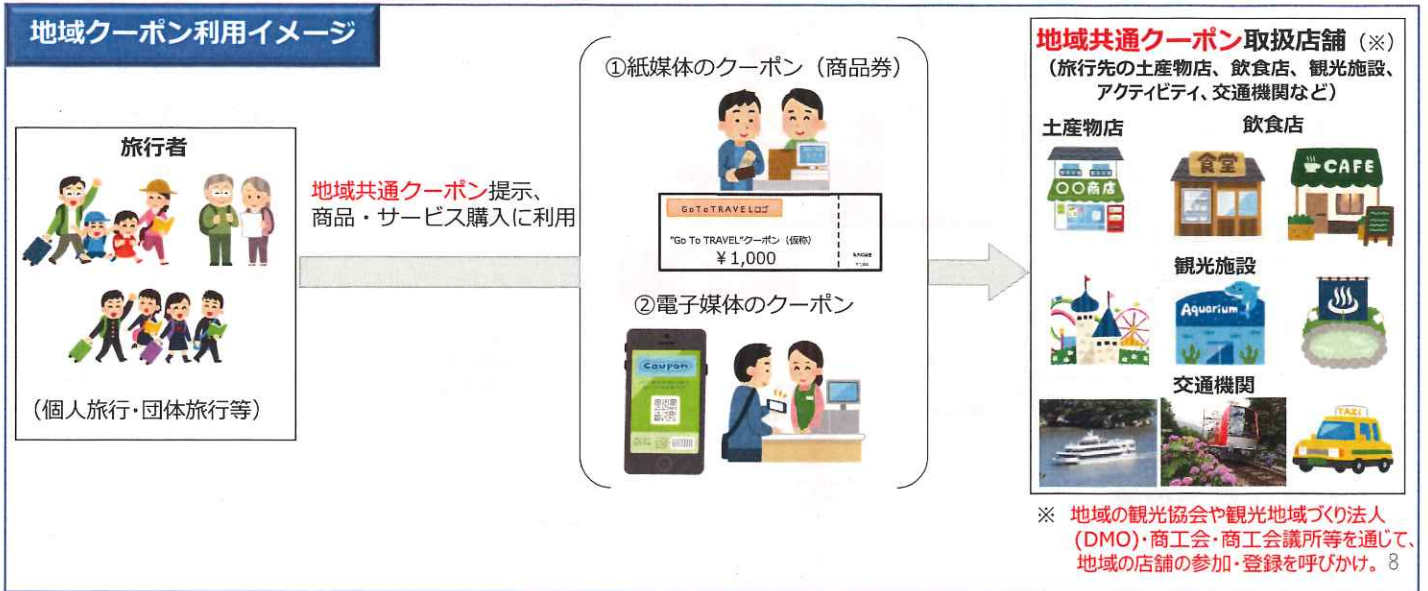 地域クーポン利用イメージ
旅行者
(個人旅行・団体旅行等)
地域共通クーポン提示、
商品・サービス購入に利用
①紙媒体のクーポン(商品券)
GoToTRAVELロゴ
"Go To TRAVEL"クーポン(仮称)
¥1,000
②電子媒体のクーポン
Coupon
地域共通クーポン取扱店舗(※)
(旅行先の土産物店、飲食店、観光施設、
アクティビティ、交通機関など)
土産物店
飲食店
〇〇商店
食堂
CAFE
観光施設
Aquarium
交通機関
TAXI
※ 地域の観光協会や観光地域づくり法人
(DMO)・商工会・商工会議所等を通じて、
地域の店舗の参加・登録を呼びかけ。
8